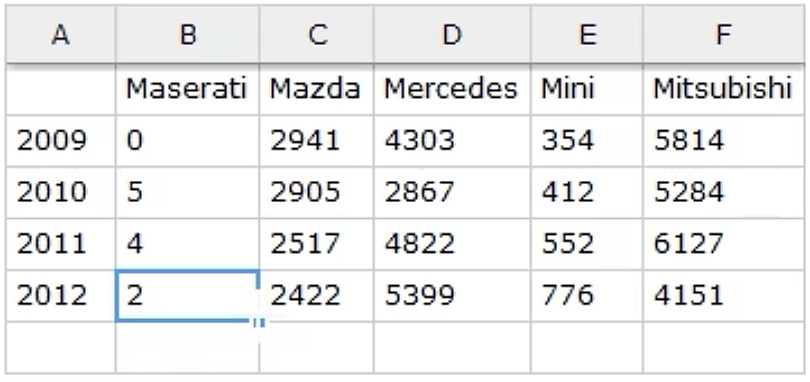 A B C D E F
Maserati Mazda Mercedes Mini Mitsubishi
2009 0 2941 4303 354 5814
2010 5 2905 2867 412 5284
2011 4 2517 4822 552 6127
2012 2 2422 5399 776 4151